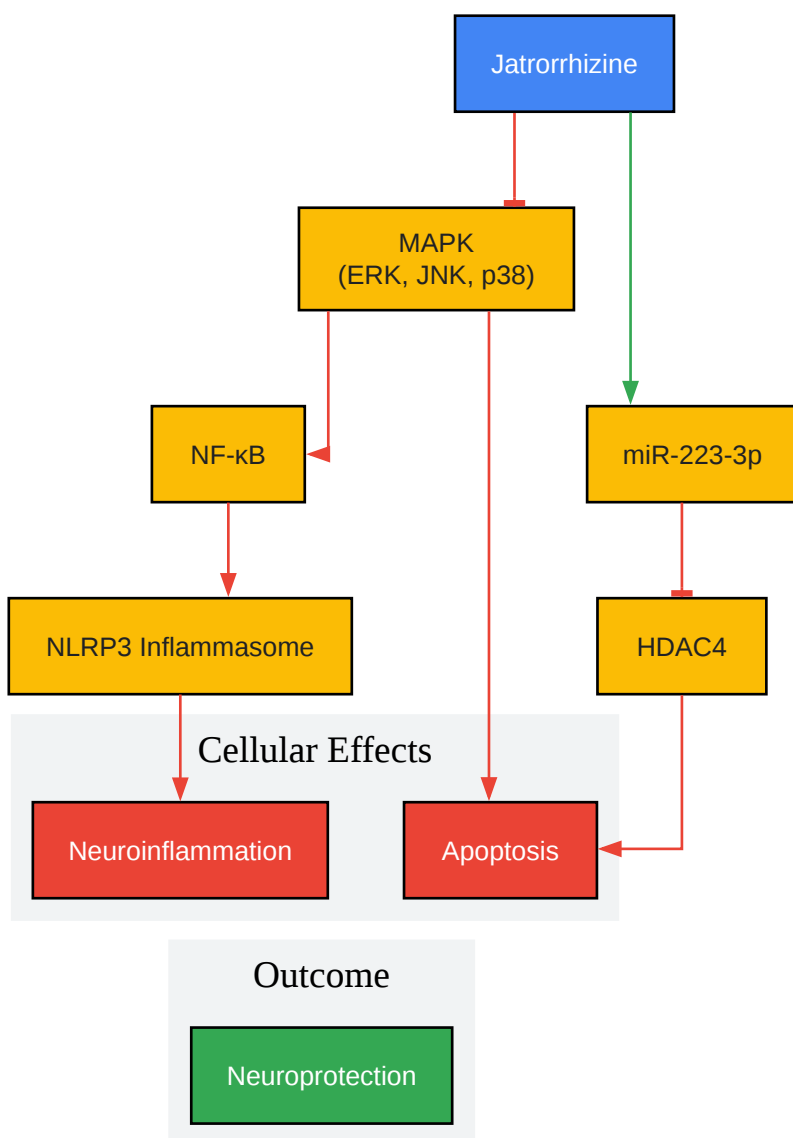 Jatrorrhizine
MAPK
(ERK, JNK, p38)
NF-κB
miR-223-3p
NLRP3 Inflammasome
HDAC4
Cellular Effects
Neuroinflammation
Apoptosis
Outcome
Neuroprotection